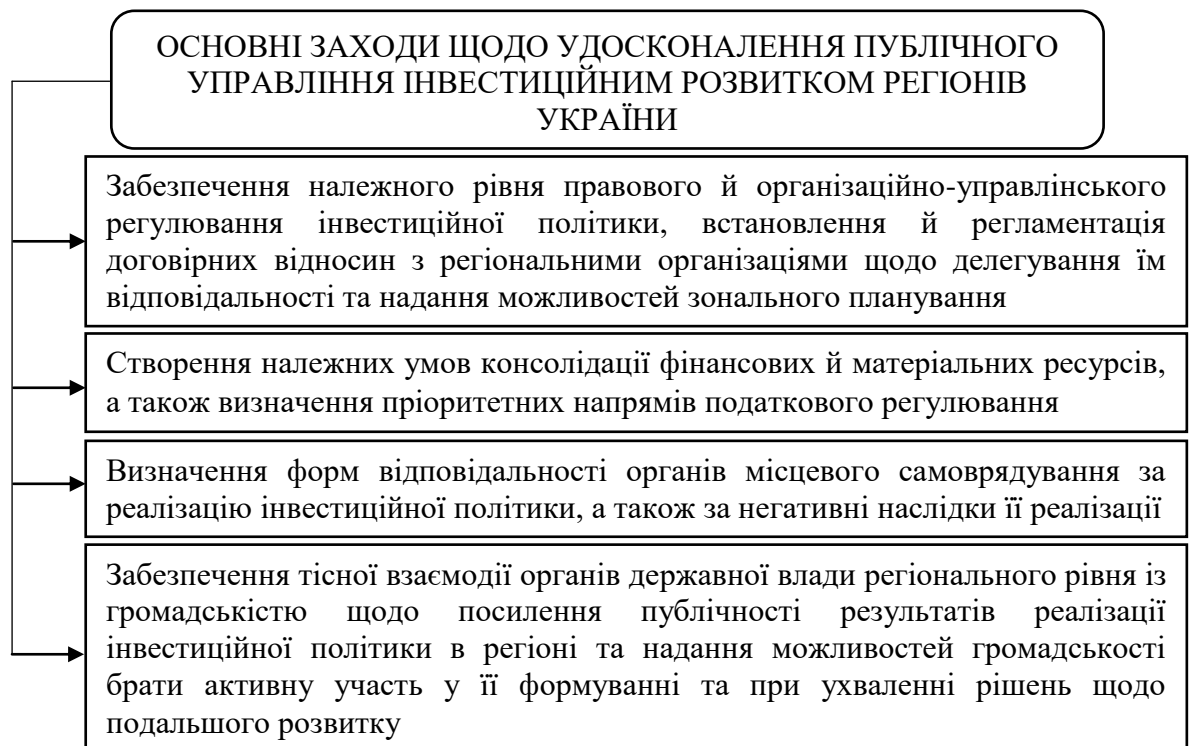 ОСНОВНІ ЗАХОДИ ЩОДО УДОСКОНАЛЕННЯ ПУБЛІЧНОГО
УПРАВЛІННЯ ІНВЕСТИЦІЙНИМ РОЗВИТКОМ РЕГІОНІВ
УКРАЇНИ
Забезпечення належного рівня правового й організаційно-управлінського
регулювання інвестиційної політики, встановлення й регламентація
договірних відносин з регіональними організаціями щодо делегування їм
відповідальності та надання можливостей зонального планування
Створення належних умов консолідації фінансових й матеріальних ресурсів,
а також визначення пріоритетних напрямів податкового регулювання
Визначення форм відповідальності органів місцевого самоврядування за
реалізацію інвестиційної політики, а також за негативні наслідки її реалізації
Забезпечення тісної взаємодії органів державної влади регіонального рівня із
громадськістю щодо посилення публічності результатів реалізації
інвестиційної політики в регіоні та надання можливостей громадськості
брати активну участь у її формуванні та при ухваленні рішень щодо
подальшого розвитку